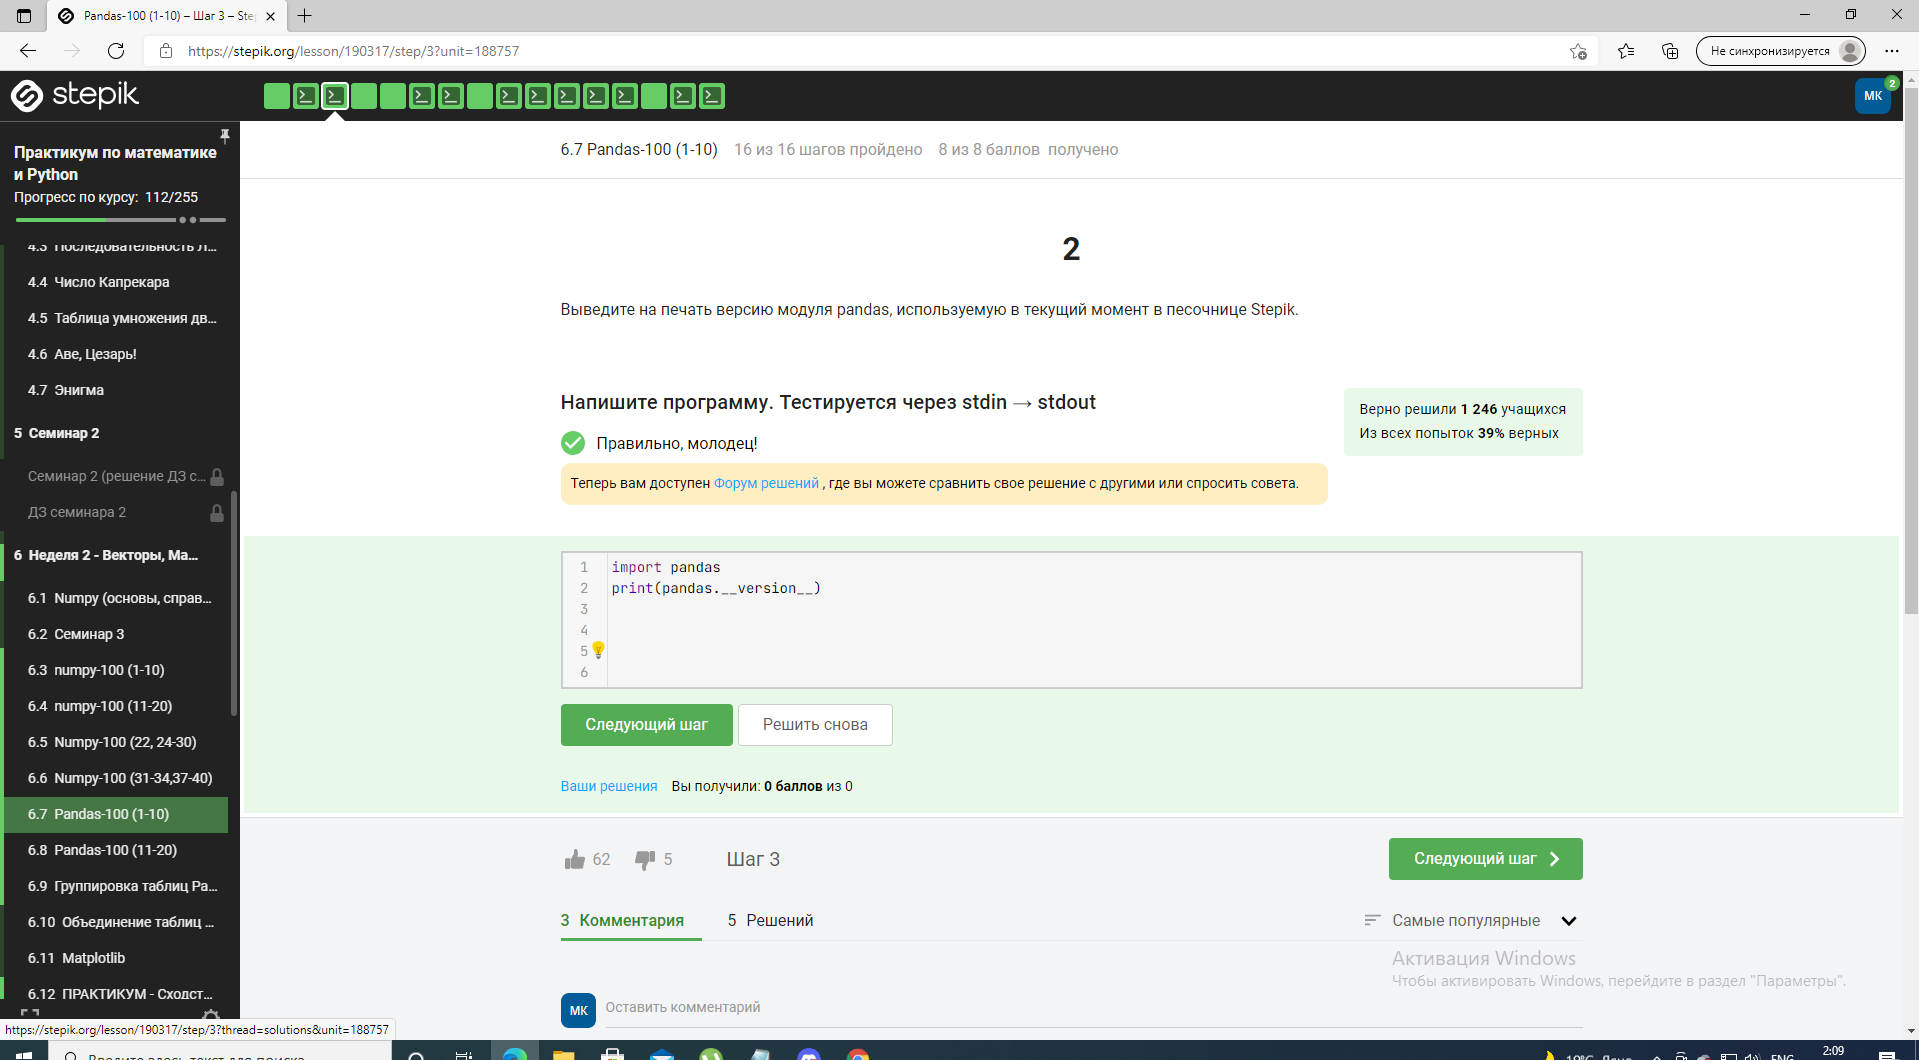 Pandas-100 (1-10) – Шаг 3 – Ste
https://stepik.org/lesson/190317/step/3?unit=188757
Не синхронизируется
stepik
МК
2
Практикум по математике
и Python
Прогресс по курсу: 112/255
4.3 Последовательность Л...
4.4 Число Капрекара
4.5 Таблица умножения дв...
4.6 Аве, Цезарь!
4.7 Энигма
5 Семинар 2
Семинар 2 (решение ДЗ с...
ДЗ семинара 2
6 Неделя 2 - Векторы, Ма...
6.1 Numpy (основы, справ...
6.2 Семинар 3
6.3 numpy-100 (1-10)
6.4 numpy-100 (11-20)
6.5 Numpy-100 (22, 24-30)
6.6 Numpy-100 (31-34,37-40)
6.7 Pandas-100 (1-10)
6.8 Pandas-100 (11-20)
6.9 Группировка таблиц Pa...
6.10 Объединение таблиц ...
6.11 Matplotlib
6.12 ПРАКТИКУМ - Сходст...
6.7 Pandas-100 (1-10) 16 из 16 шагов пройдено 8 из 8 баллов получено
2
Выведите на печать версию модуля pandas, используемую в текущий момент в песочнице Stepik.
Напишите программу. Тестируется через stdin → stdout
Верно решили 1 246 учащихся
Из всех попыток 39% верных
Правильно, молодец!
Теперь вам доступен Форум решений , где вы можете сравнить свое решение с другими или спросить совета.
1 import pandas
2 print(pandas.__version__)
3
4
5
6
Следующий шаг
Решить снова
Ваши решения Вы получили: 0 баллов из 0
62 5 Шаг 3
Следующий шаг
3 Комментария 5 Решений
Самые популярные
Активация Windows
Чтобы активировать Windows, перейдите в раздел "Параметры".
МК
Оставить комментарий
https://stepik.org/lesson/190317/step/3?thread=solutions&unit=188757
Введите здесь текст для поиска
19°C Ясно
ENG
2:09